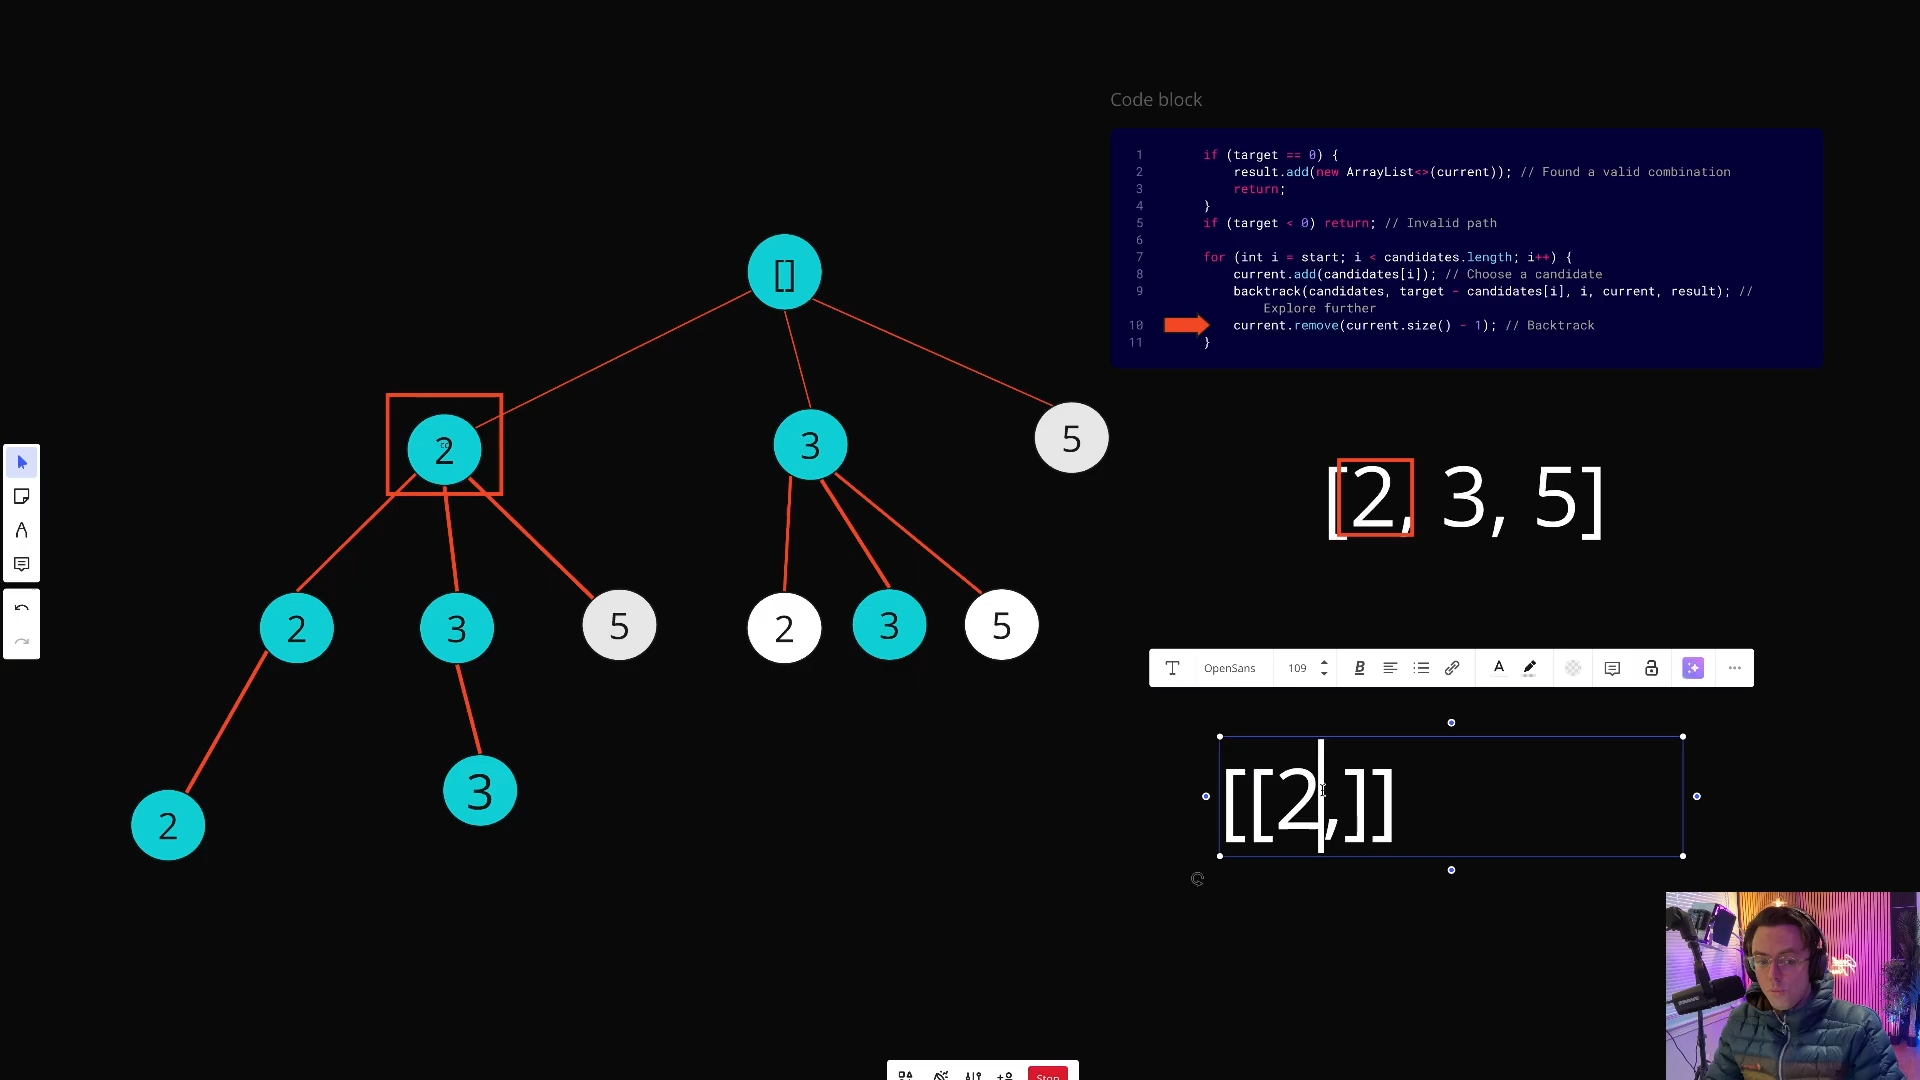 Code block
1 if (target == 0) {
2 result.add(new ArrayList<>(current)); // Found a valid combination
3 return;
4 }
5 if (target < 0) return; // Invalid path
6
7 for (int i = start; i < candidates.length; i++) {
8 current.add(candidates[i]); // Choose a candidate
9 backtrack(candidates, target - candidates[i], i, current, result); //
Explore further
10 current.remove(current.size() - 1); // Backtrack
11 }
[]
2 3 5
2 3 5 2 3 5
2 3
[2, 3, 5]
OpenSans 109 B A
[[2,]]
Stop